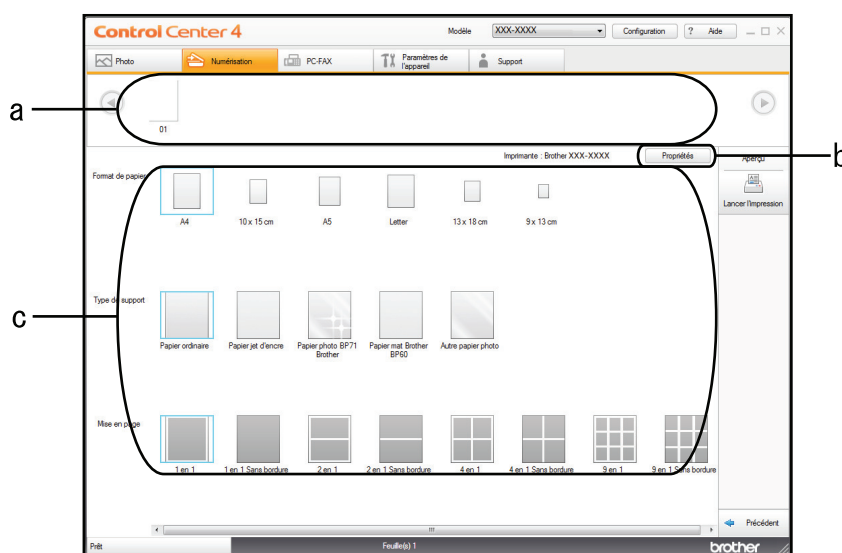 Control Center 4
Modèle
XXX-XXXX
Configuration
?
Aide
Photo
Numérisation
PC-FAX
Paramètres de
l'appareil
Support
a
01
Imprimante : Brother XXX-XXXX
Propriétés
b
Aperçu
Lancer l'Impression
Format de papier
A4
10 x 15 cm
A5
Letter
13 x 18 cm
9 x 13 cm
c
Type de support
Papier ordinaire
Papier jet d'encre
Papier photo BP71
Brother
Papier mat Brother
BP60
Autre papier photo
Mise en page
1 en 1
1 en 1 Sans bordure
2 en 1
2 en 1 Sans bordure
4 en 1
4 en 1 Sans bordure
9 en 1
9 en 1 Sans bordure
Précédent
Prêt
Feuille(s) 1
brother